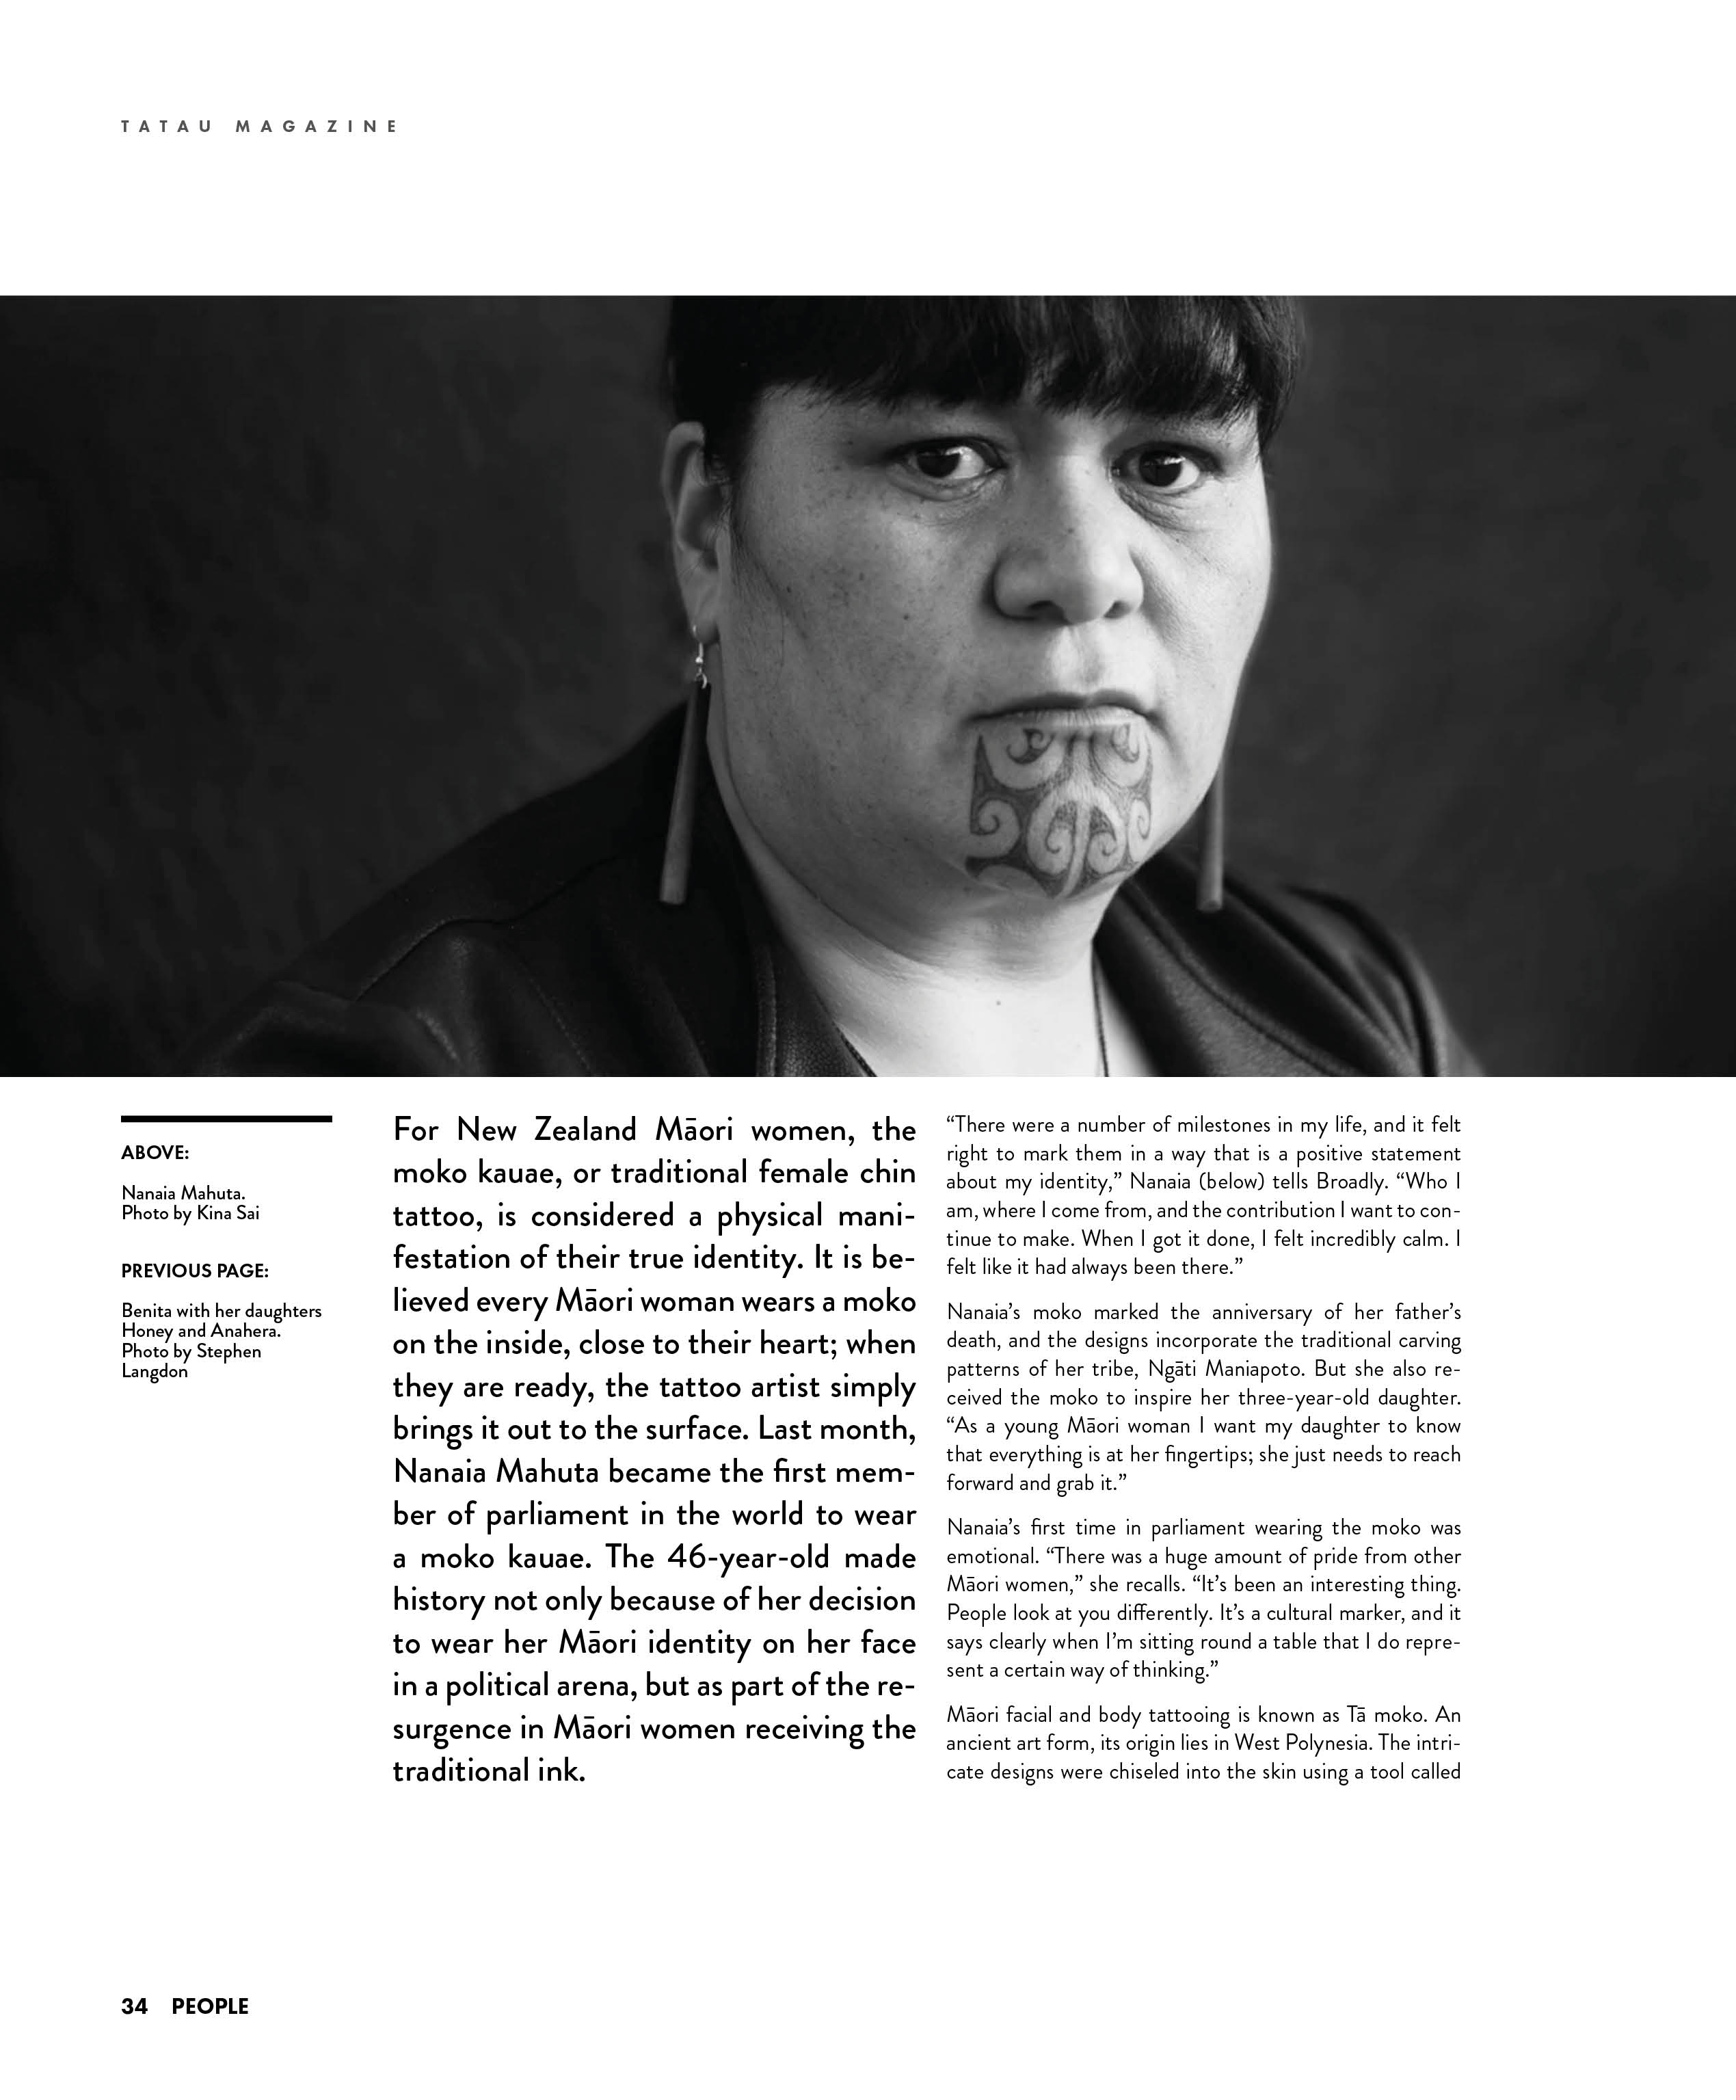 TATAU MAGAZINE
ABOVE:
Nanaia Mahuta.
Photo by Kina Sai
PREVIOUS PAGE:
Benita with her daughters
Honey and Anahera.
Photo by Stephen
Langdon
For New Zealand Māori women, the
moko kauae, or traditional female chin
tattoo, is considered a physical mani-
festation of their true identity. It is be-
lieved every Māori woman wears a moko
on the inside, close to their heart; when
they are ready, the tattoo artist simply
brings it out to the surface. Last month,
Nanaia Mahuta became the first mem-
ber of parliament in the world to wear
a moko kauae. The 46-year-old made
history not only because of her decision
to wear her Māori identity on her face
in a political arena, but as part of the re-
surgence in Māori women receiving the
traditional ink.
“There were a number of milestones in my life, and it felt
right to mark them in a way that is a positive statement
about my identity,” Nanaia (below) tells Broadly. “Who I
am, where I come from, and the contribution I want to con-
tinue to make. When I got it done, I felt incredibly calm. I
felt like it had always been there.”
Nanaia’s moko marked the anniversary of her father’s
death, and the designs incorporate the traditional carving
patterns of her tribe, Ngāti Maniapoto. But she also re-
ceived the moko to inspire her three-year-old daughter.
“As a young Māori woman I want my daughter to know
that everything is at her fingertips; she just needs to reach
forward and grab it.”
Nanaia’s first time in parliament wearing the moko was
emotional. “There was a huge amount of pride from other
Māori women,” she recalls. “It’s been an interesting thing.
People look at you differently. It’s a cultural marker, and it
says clearly when I’m sitting round a table that I do repre-
sent a certain way of thinking.”
Māori facial and body tattooing is known as Tā moko. An
ancient art form, its origin lies in West Polynesia. The intri-
cate designs were chiseled into the skin using a tool called
34 PEOPLE